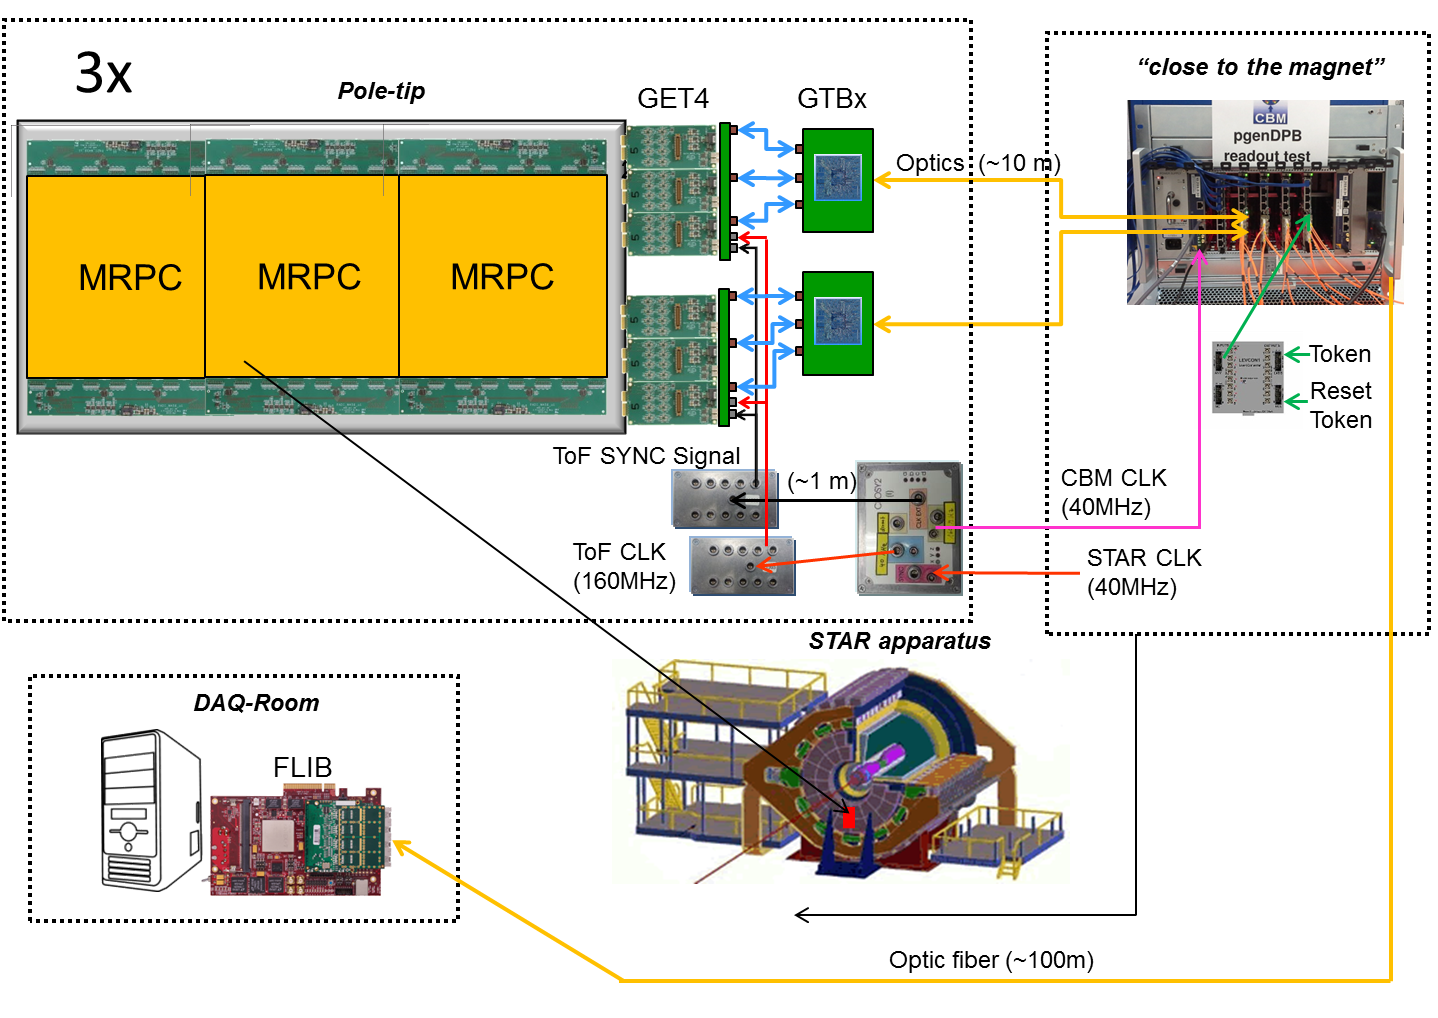 3x
Pole-tip
GET4
GTBx
“close to the magnet”
CBM
pgenDPB
readout test
Optics (~10 m)
MRPC
MRPC
MRPC
Token
Reset
Token
ToF SYNC Signal
(~1 m)
CBM CLK
(40MHz)
ToF CLK
(160MHz)
STAR CLK
(40MHz)
STAR apparatus
DAQ-Room
FLIB
Optic fiber (~100m)